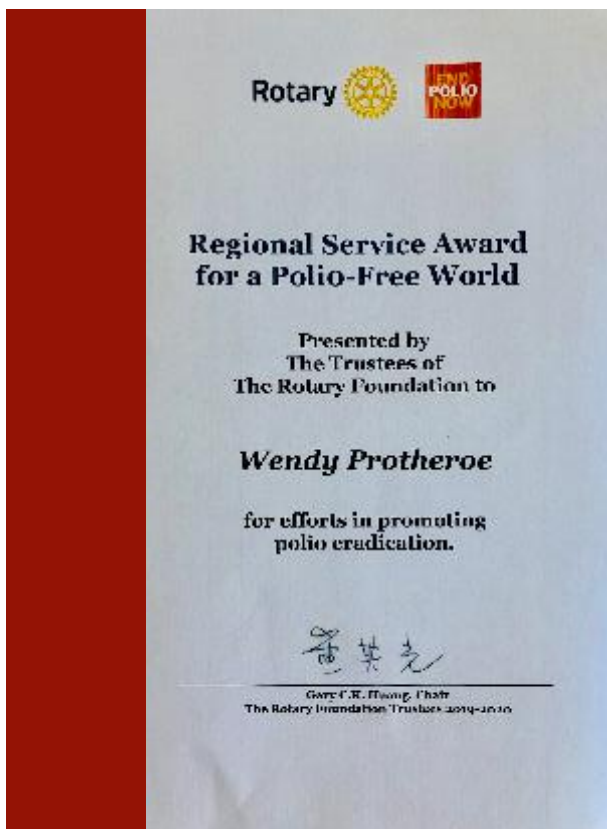 Rotary
END
POLIO
NOW
Regional Service Award
for a Polio-Free World
Presented by
The Trustees of
The Rotary Foundation to
Wendy Protheroe
for efforts in promoting
polio eradication.
Gary C.K. Huang, Chair
The Rotary Foundation Trustees 2019-2020